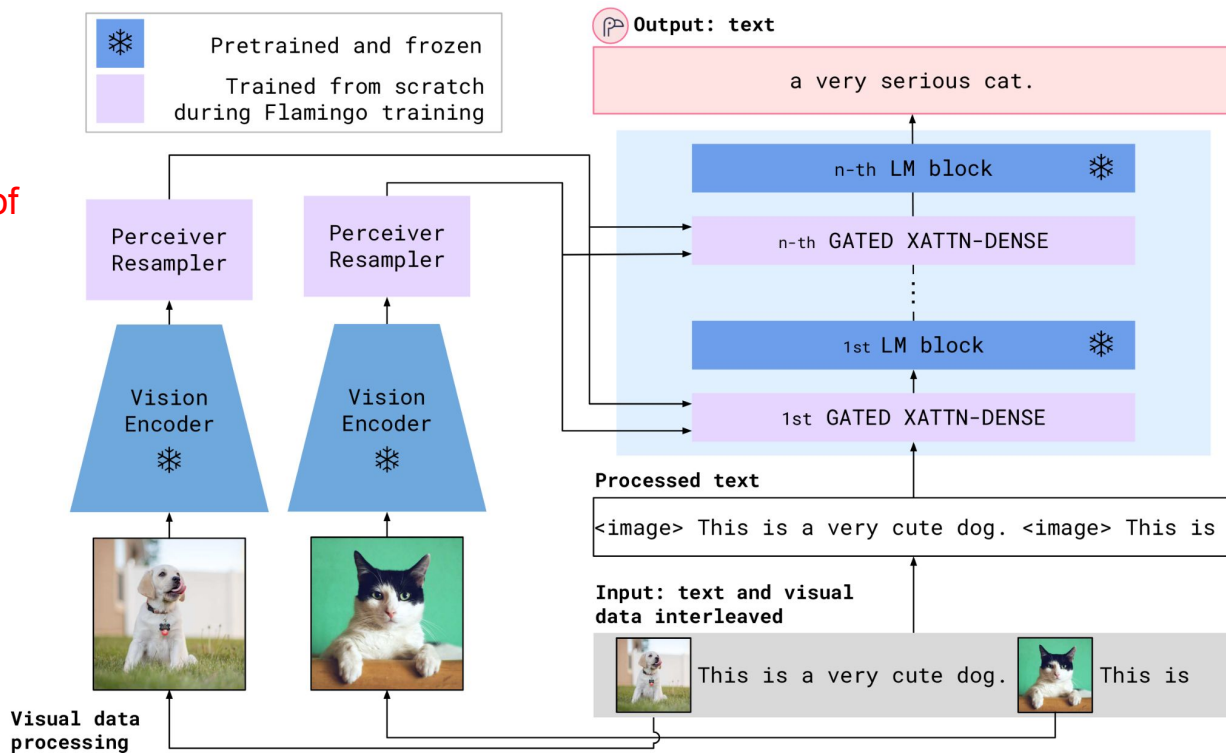 Pretrained and frozen
Trained from scratch
during Flamingo training
of
Perceiver
Resampler
Perceiver
Resampler
Vision
Encoder
Vision
Encoder
Visual data
processing
Output: text
a very serious cat.
n-th LM block
n-th GATED XATTN-DENSE
1st LM block
1st GATED XATTN-DENSE
Processed text
<image> This is a very cute dog. <image> This is
Input: text and visual
data interleaved
This is a very cute dog. This is